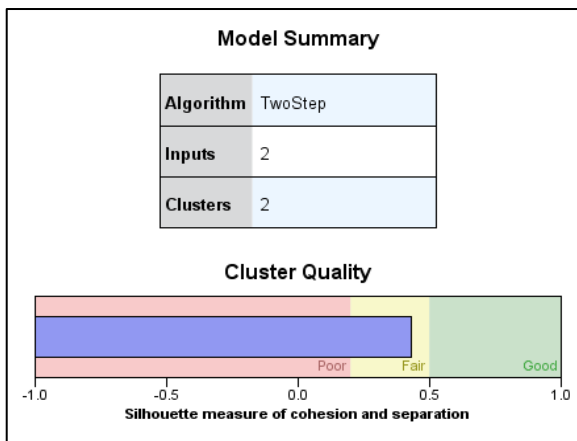 Model Summary
Algorithm TwoStep
Inputs 2
Clusters 2
Cluster Quality
Poor Fair Good
-1.0 -0.5 0.0 0.5 1.0
Silhouette measure of cohesion and separation